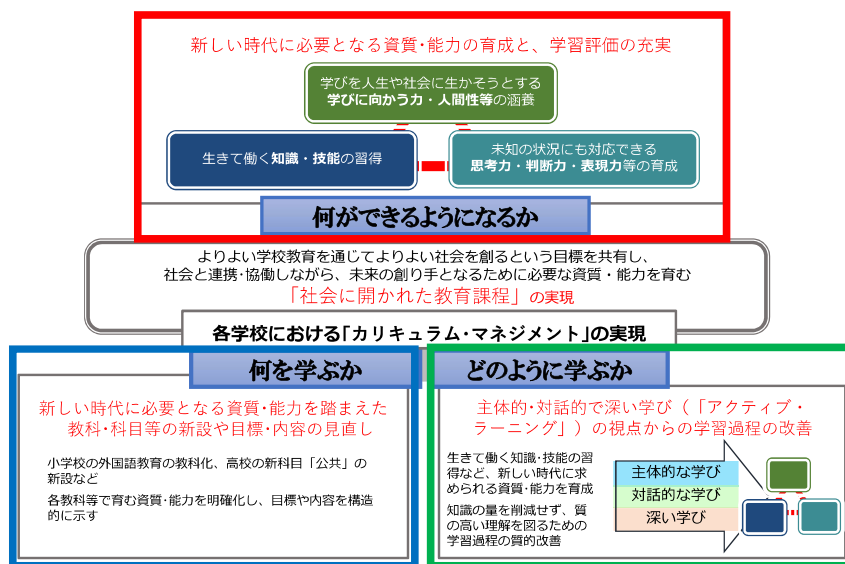 新しい時代に必要となる資質・能力の育成と、学習評価の充実
学びを人生や社会に生かそうとする
学びに向かう力・人間性等の涵養
生きて働く知識・技能の習得
未知の状況にも対応できる
思考力・判断力・表現力等の育成
何ができるようになるか
よりよい学校教育を通じてよりよい社会を創るという目標を共有し、
社会と連携・協働しながら、未来の創り手となるために必要な資質・能力を育む
「社会に開かれた教育課程」の実現
各学校における「カリキュラム・マネジメント」の実現
何を学ぶか
新しい時代に必要となる資質・能力を踏まえた
教科・科目等の新設や目標・内容の見直し
小学校の外国語教育の教科化、高校の新科目「公共」の
新設など
各教科等で育む資質・能力を明確化し、目標や内容を構造
的に示す
どのように学ぶか
主体的・対話的で深い学び（「アクティブ・
ラーニング」）の視点からの学習過程の改善
生きて働く知識・技能の習
得など、新しい時代に求
められる資質・能力を育成
知識の量を削減せず、質
の高い理解を図るための
学習過程の質的改善
主体的な学び
対話的な学び
深い学び